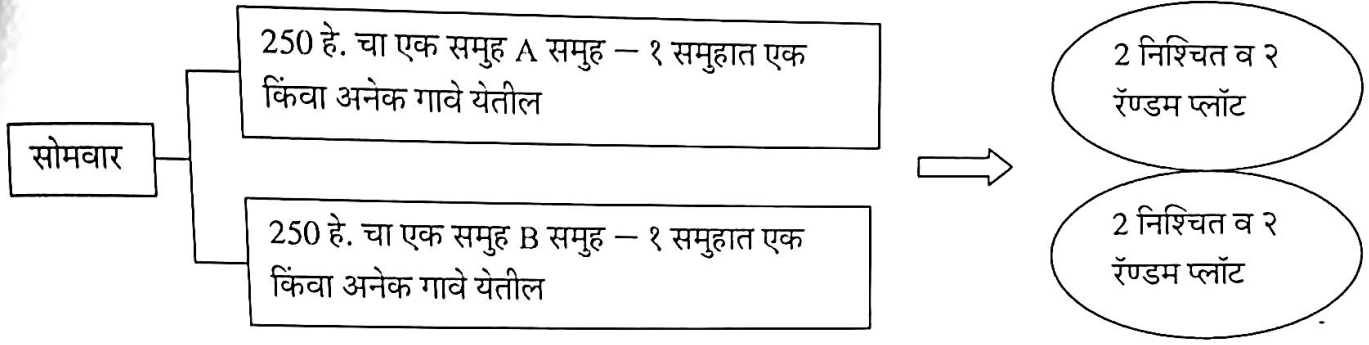 सोमवार
250 हे. चा एक समुह A समुह – १ समुहात एक
किंवा अनेक गावे येतील
250 हे. चा एक समुह B समुह – १ समुहात एक
किंवा अनेक गावे येतील
2 निश्चित व २
रॅण्डम प्लॉट
2 निश्चित व २
रॅण्डम प्लॉट